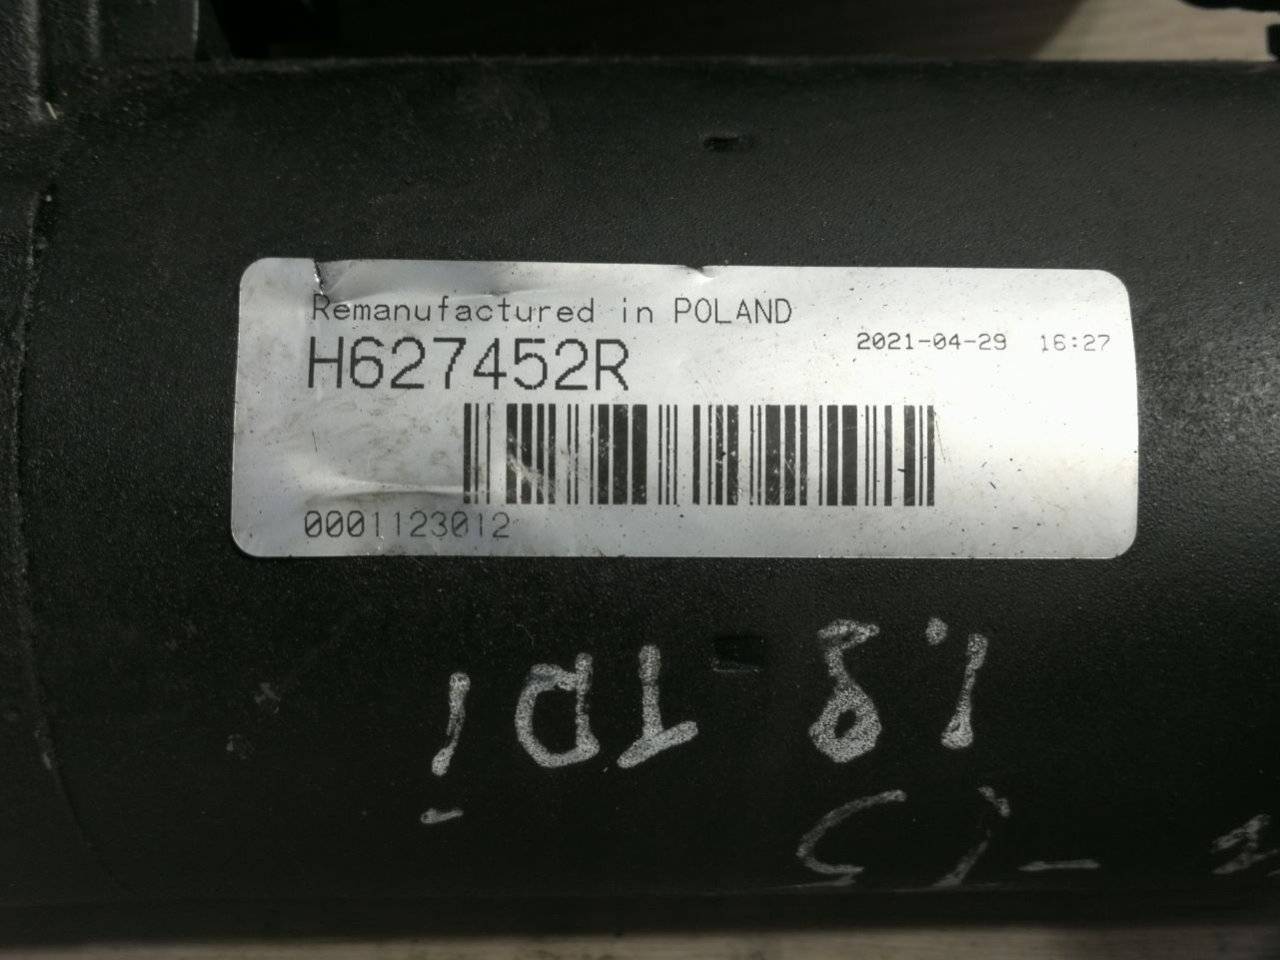 Remanufactured in POLAND
2021-04-29 16:27
H627452R
0001123012
1.8 TDi